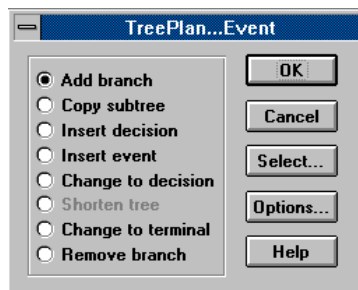 TreePlan...Event
Add branch
Copy subtree
Insert decision
Insert event
Change to decision
Shorten tree
Change to terminal
Remove branch
OK
Cancel
Select...
Options...
Help